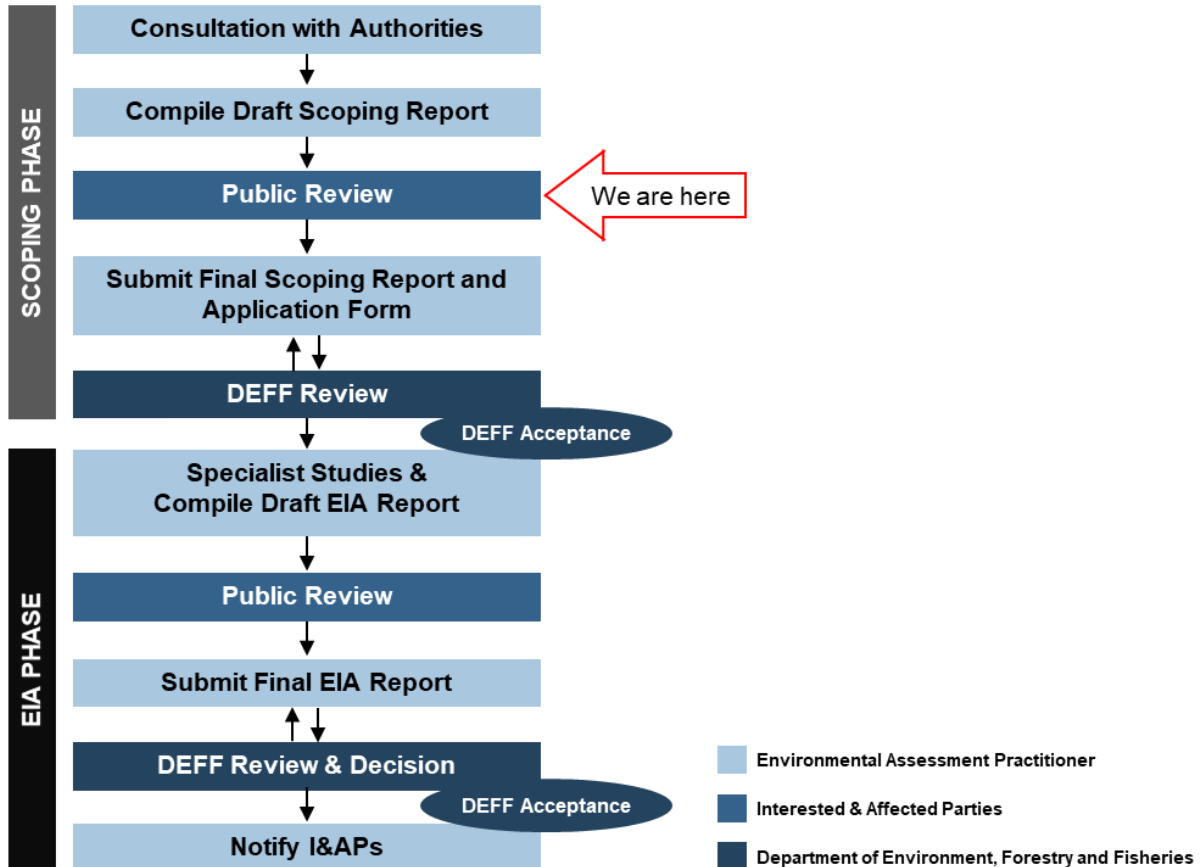 SCOPING PHASE
Consultation with Authorities
Compile Draft Scoping Report
Public Review
We are here
Submit Final Scoping Report and
Application Form
DEFF Review
DEFF Acceptance
EIA PHASE
Specialist Studies &
Compile Draft EIA Report
Public Review
Submit Final EIA Report
DEFF Review & Decision
DEFF Acceptance
Notify I&APs
Environmental Assessment Practitioner
Interested & Affected Parties
Department of Environment, Forestry and Fisheries